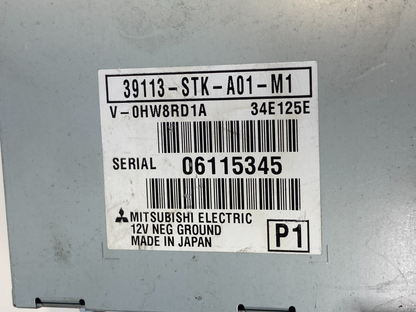 39113-STK-A01-M1
V-0HW8RD1A 34E125E
SERIAL 06115345
MITSUBISHI ELECTRIC
12V NEG GROUND
MADE IN JAPAN P1